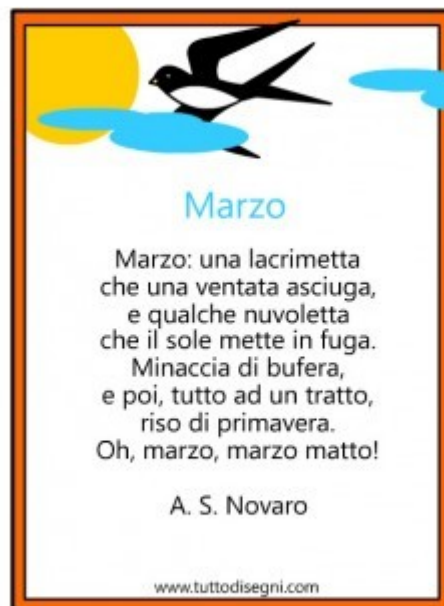 Marzo
Marzo: una lacrimetta
che una ventata asciuga,
e qualche nuvoletta
che il sole mette in fuga.
Minaccia di bufera,
e poi, tutto ad un tratto,
riso di primavera.
Oh, marzo, marzo matto!
A. S. Novaro
www.tuttodisegni.com